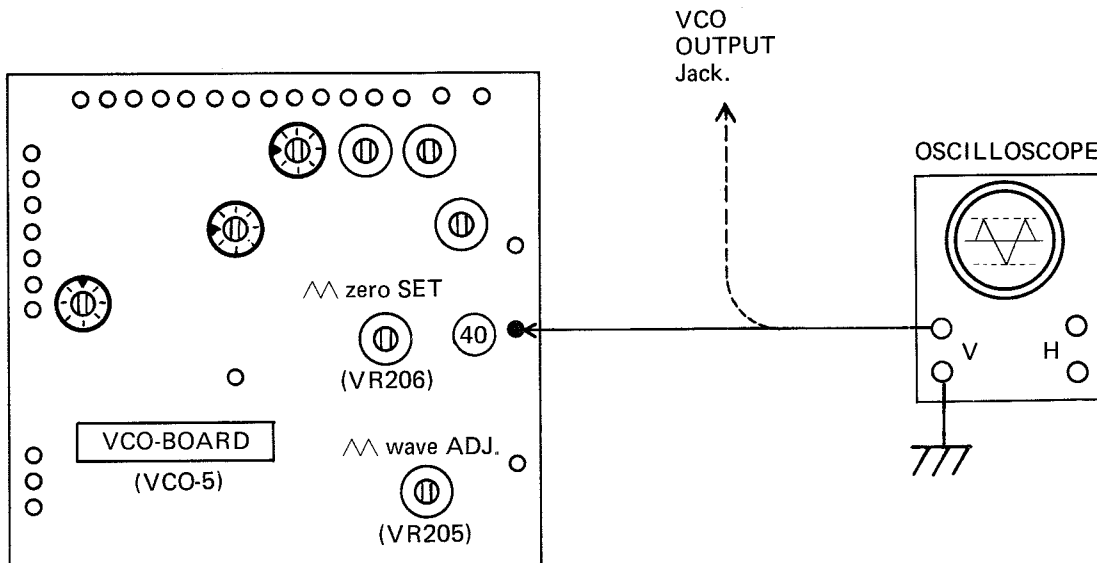 VCO
OUTPUT
Jack.
OSCILLOSCOPE
zero SET
40
(VR206)
V
H
VCO-BOARD
(VCO-5)
wave ADJ.
(VR205)